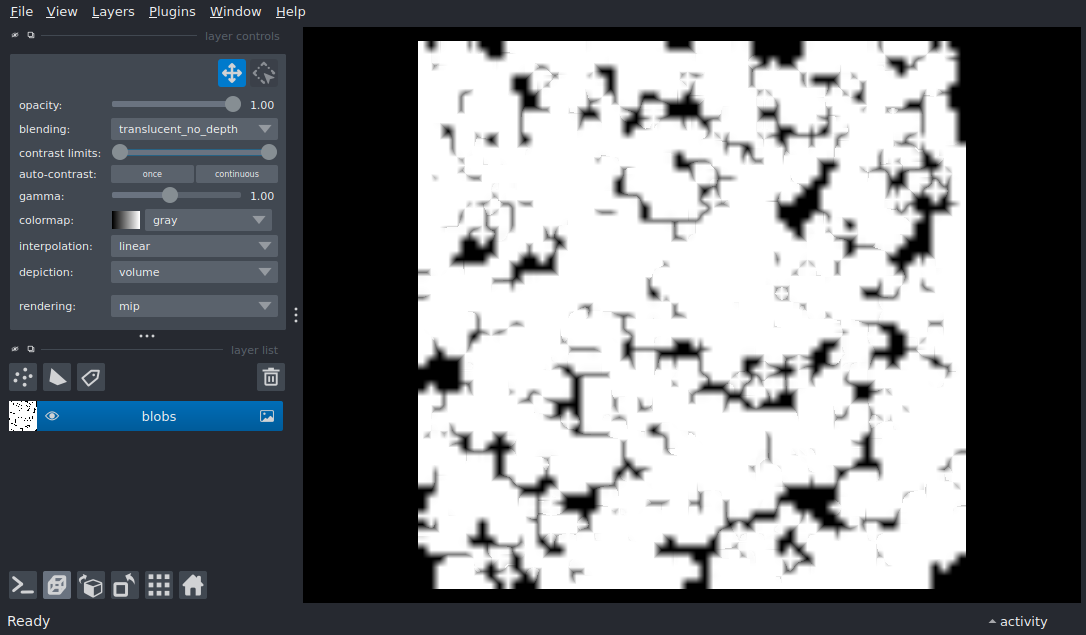 File View Layers Plugins Window Help
layer controls
opacity: 1.00
blending: translucent_no_depth
contrast limits:
auto-contrast: once continuous
gamma: 1.00
colormap: gray
interpolation: linear
depiction: volume
rendering: mip
layer list
blobs
Ready
activity